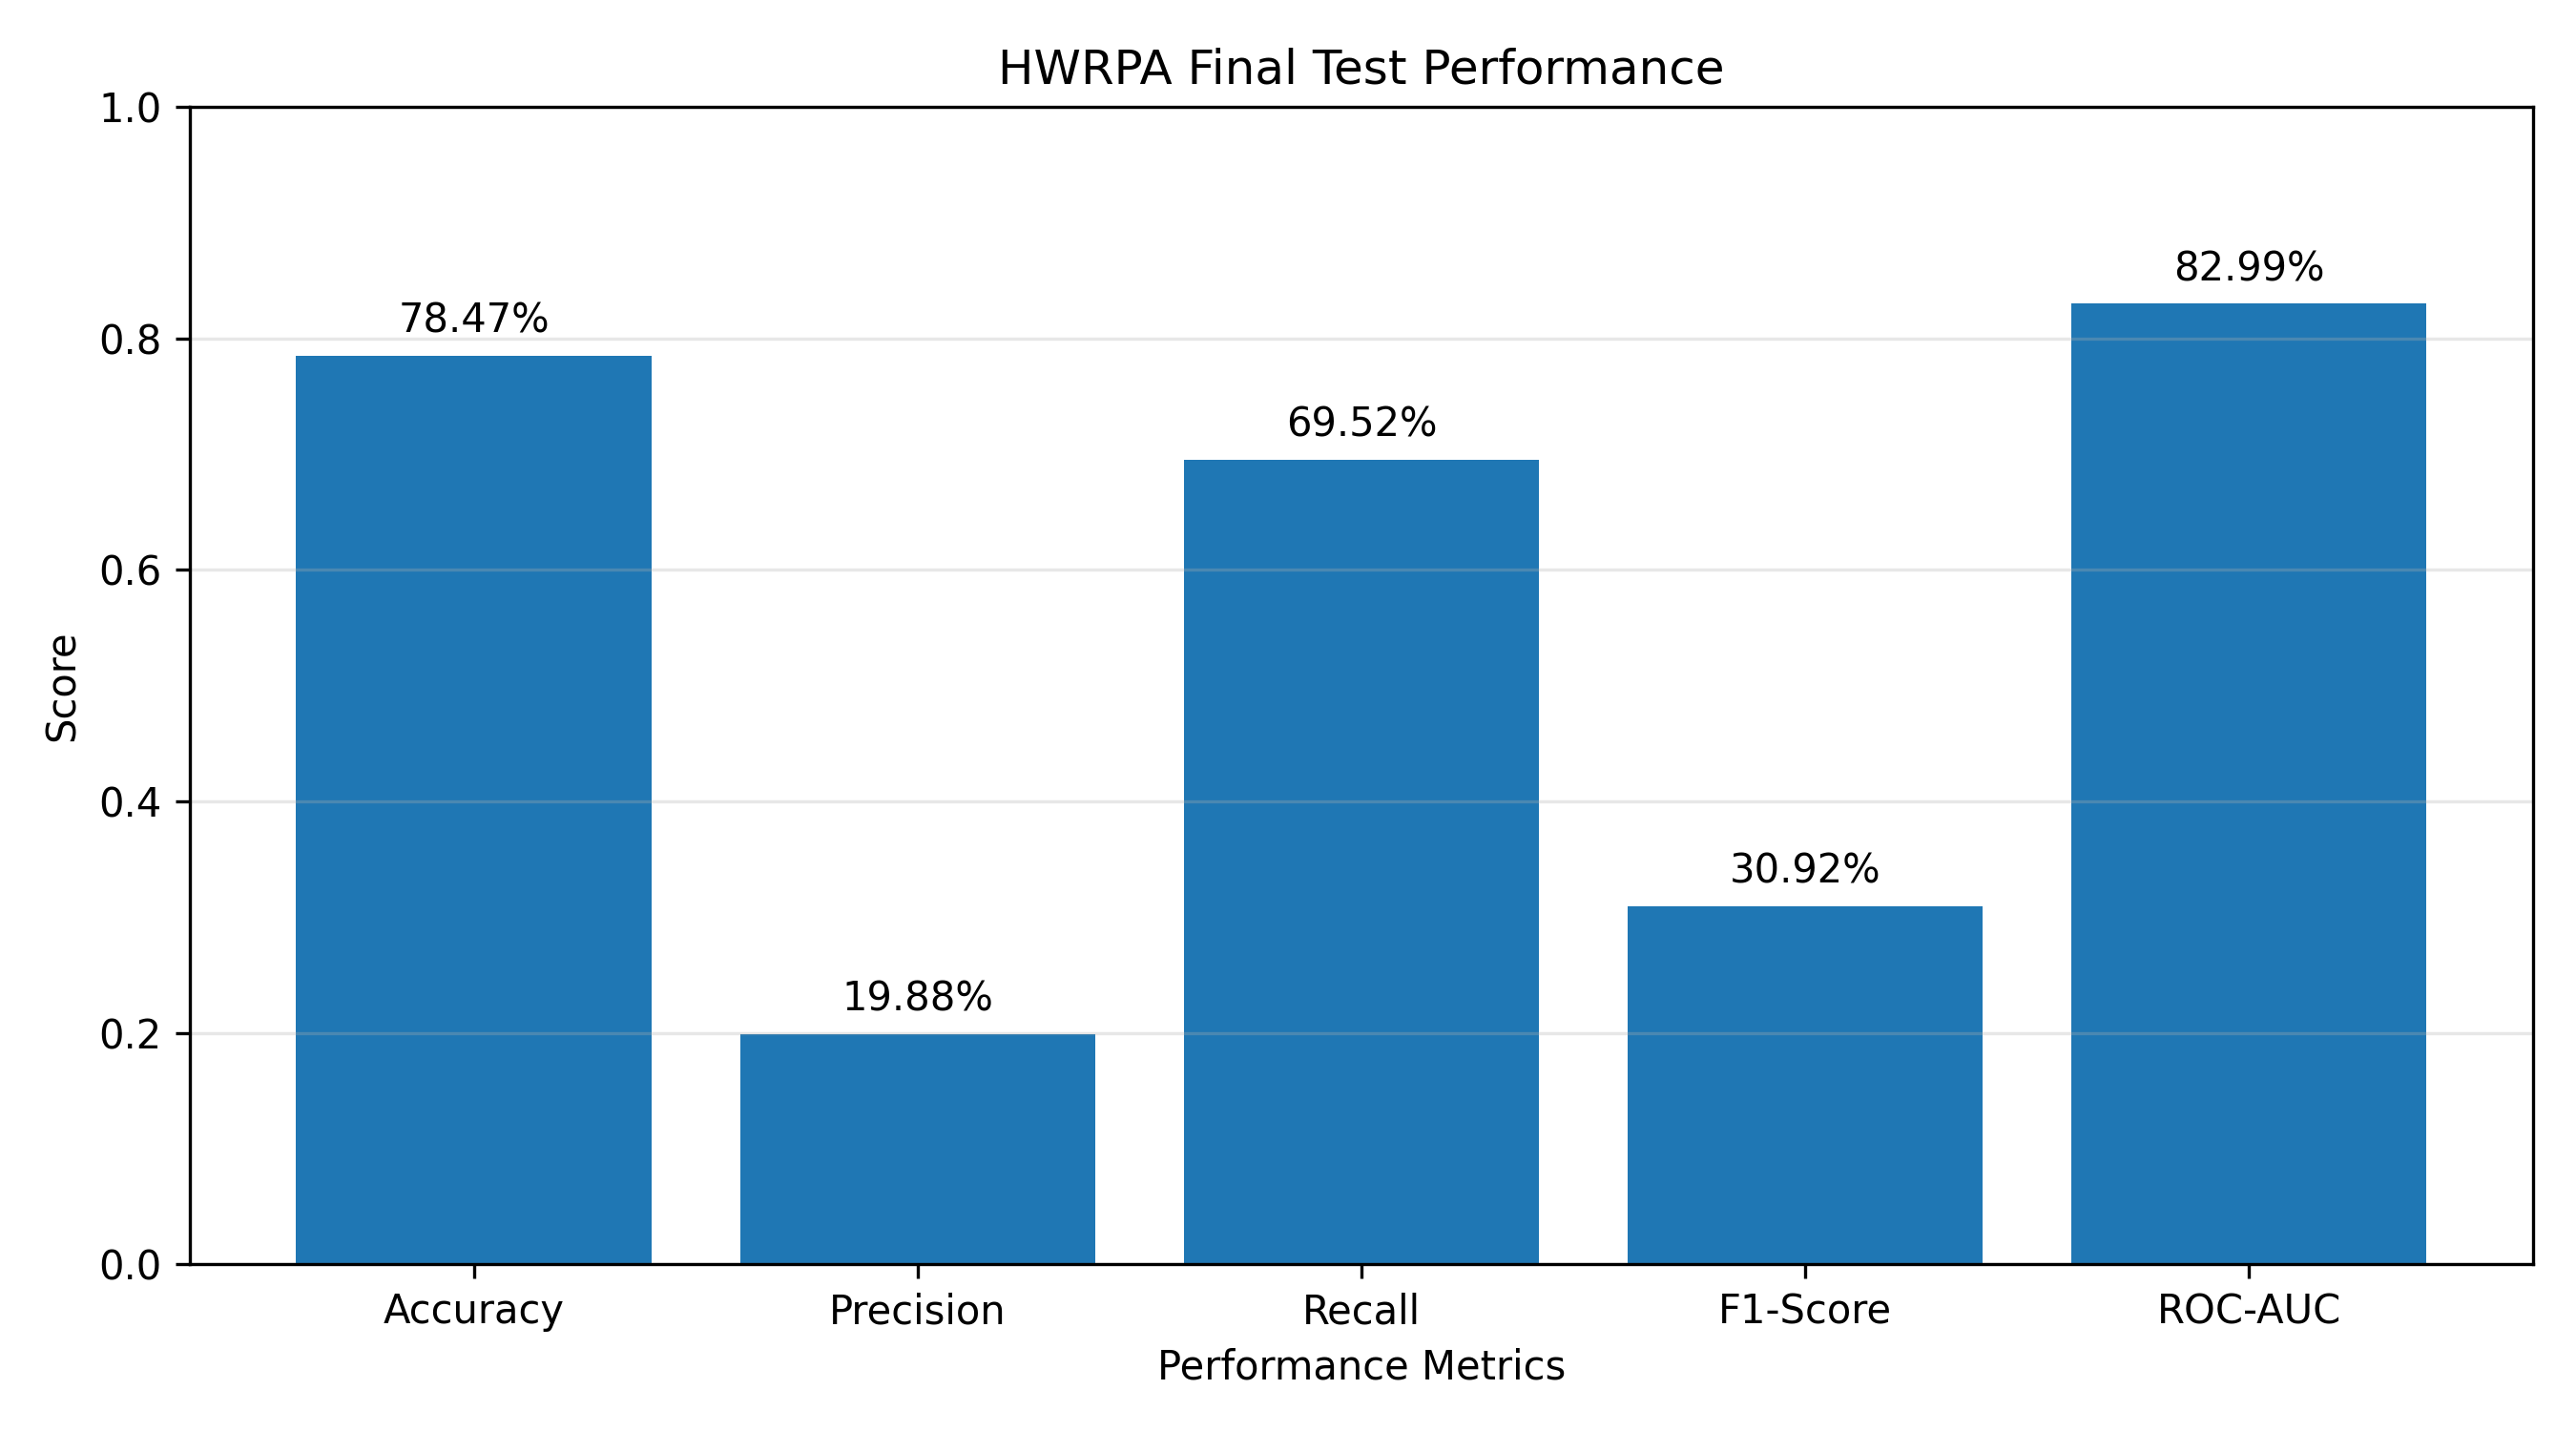 HWRPA Final Test Performance
1.0
0.8
0.6
0.4
0.2
0.0
Score
78.47%
19.88%
69.52%
30.92%
82.99%
Accuracy Precision Recall F1-Score ROC-AUC
Performance Metrics